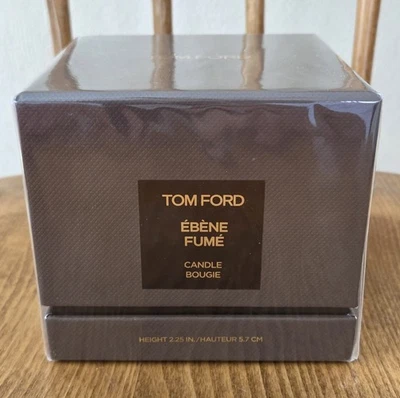 TOM FORD
ÉBÈNE
FUMÉ
CANDLE
BOUGIE
HEIGHT 2.25 IN./HAUTEUR 5.7 CM